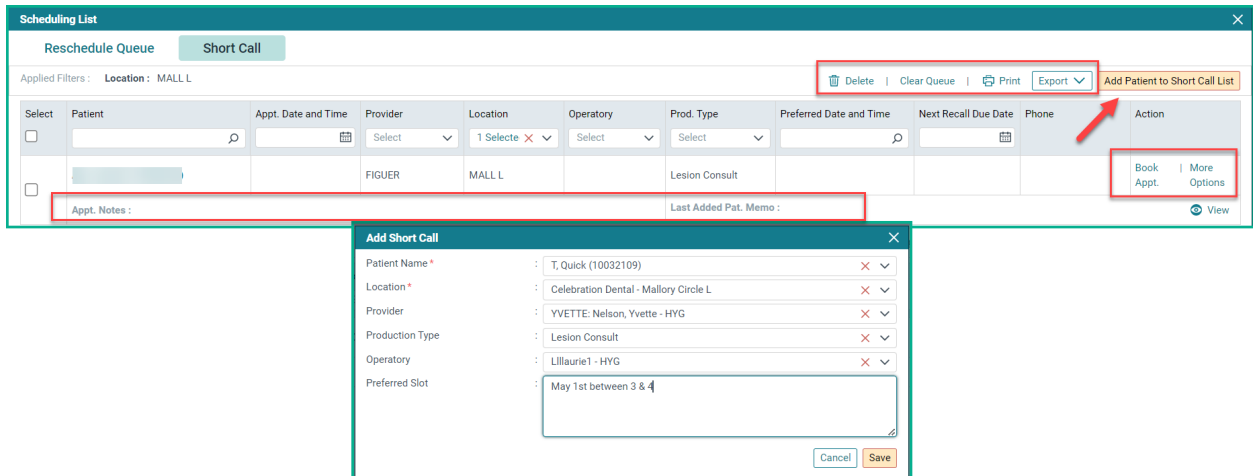 Scheduling List
Reschedule Queue Short Call
Applied Filters : Location : MALL L
Delete | Clear Queue | Print Export Add Patient to Short Call List
Select Patient Appt. Date and Time Provider Location Operatory Prod. Type Preferred Date and Time Next Recall Due Date Phone Action
Select 1 Selecte Select Select
FIGUER MALL L Lesion Consult Book Appt. | More Options
Appt. Notes : Last Added Pat. Memo : View
Add Short Call
Patient Name * : T, Quick (10032109)
Location * : Celebration Dental - Mallory Circle L
Provider : YVETTE: Nelson, Yvette - HYG
Production Type : Lesion Consult
Operatory : Llllaurie1 - HYG
Preferred Slot : May 1st between 3 & 4
Cancel Save